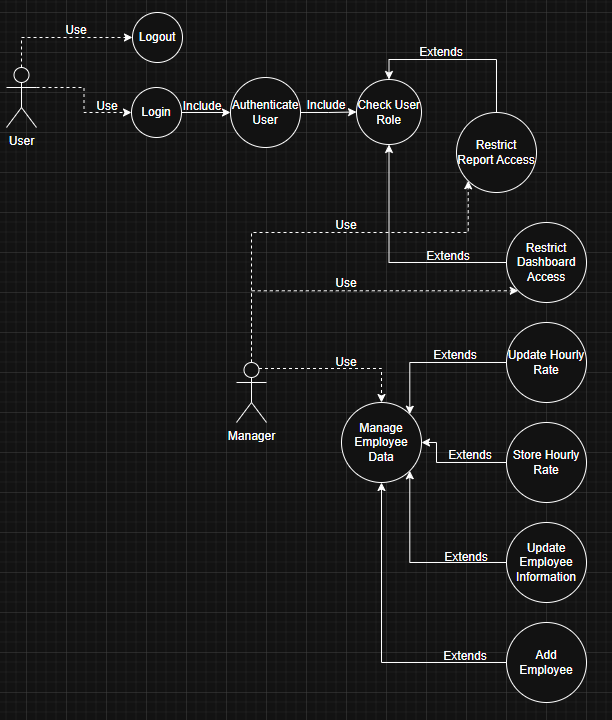 Use
Logout
Extends
Use
Login
Include
Authenticate
User
Include
Check User
Role
User
Restrict
Report Access
Use
Extends
Restrict
Dashboard
Access
Use
Use
Extends
Update Hourly
Rate
Manager
Manage
Employee
Data
Extends
Store Hourly
Rate
Extends
Update
Employee
Information
Extends
Add
Employee